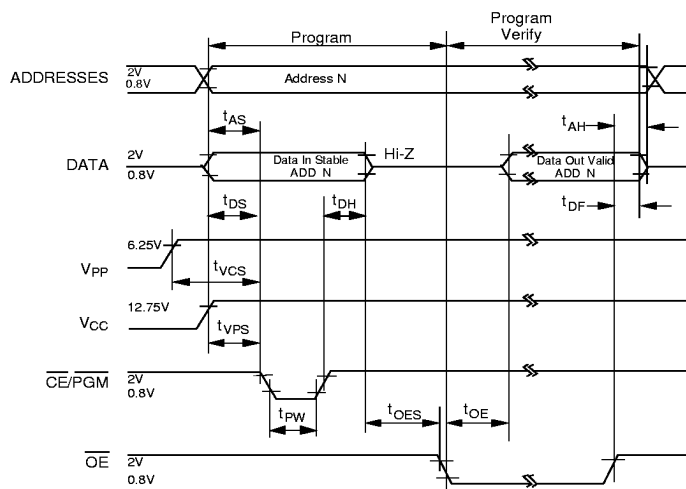 Program
Program
Verify
ADDRESSES
2V
0.8V
Address N
tAS
tAH
DATA
2V
0.8V
Data In Stable
ADD N
Hi-Z
Data Out Valid
ADD N
tDS
tDH
tDF
6.25V
VPP
tVCS
12.75V
VCC
tVPS
CE/PGM
2V
0.8V
tPW
tOES
tOE
OE
2V
0.8V